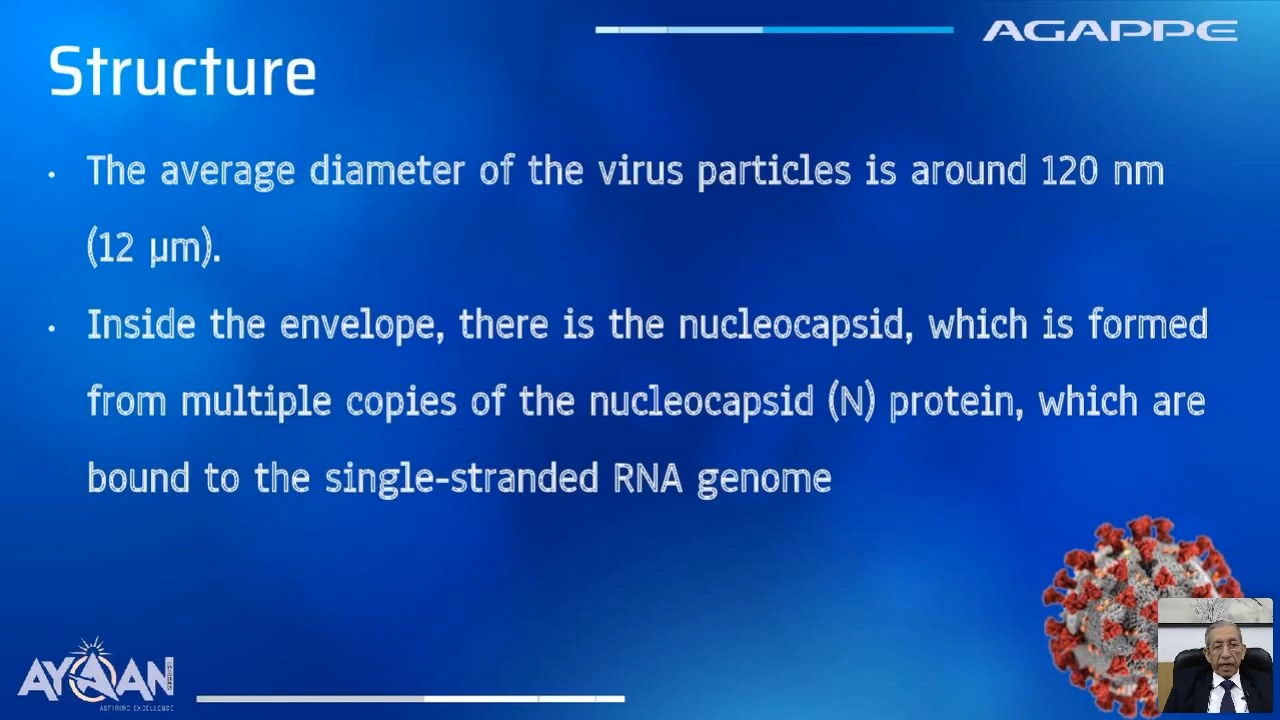 AGAPPE
Structure
• The average diameter of the virus particles is around 120 nm
(12 µm).
• Inside the envelope, there is the nucleocapsid, which is formed
from multiple copies of the nucleocapsid (N) protein, which are
bound to the single-stranded RNA genome
AYAAN
ASPIRING EXCELLENCE